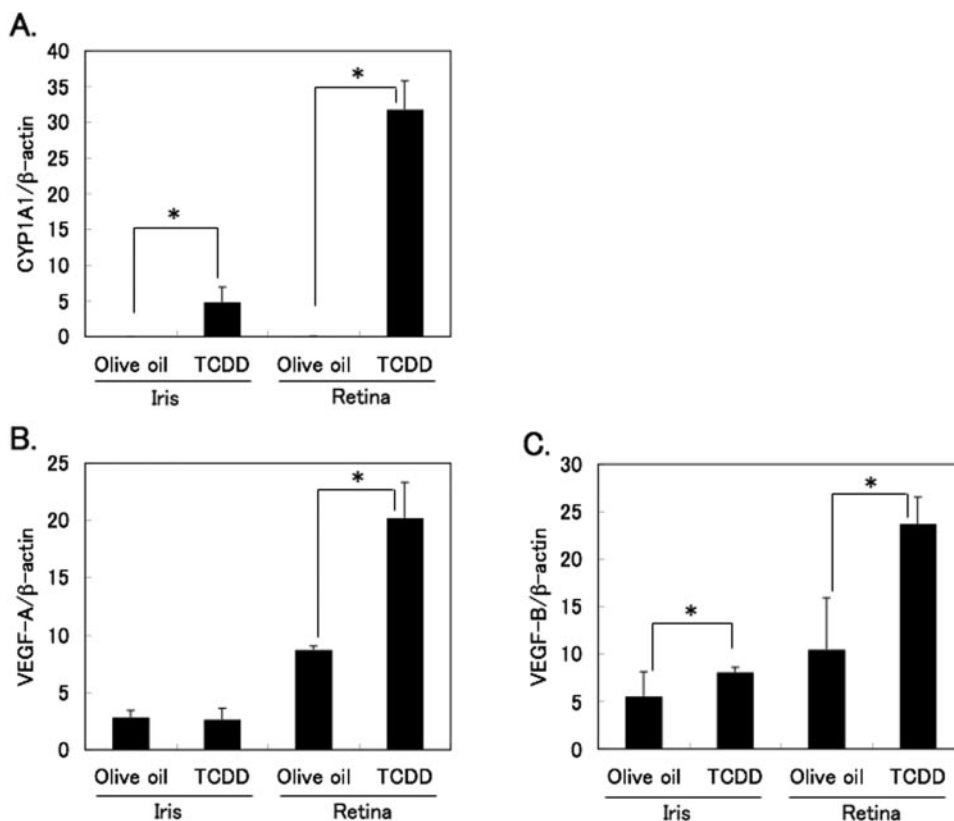 A.
40
35
30
25
20
15
10
5
0
CYP1A1/β-actin
*
*
Olive oil TCDD Olive oil TCDD
Iris Retina
B.
25
20
15
10
5
0
VEGF-A/β-actin
*
Olive oil TCDD Olive oil TCDD
Iris Retina
C.
30
25
20
15
10
5
0
VEGF-B/β-actin
*
*
Olive oil TCDD Olive oil TCDD
Iris Retina